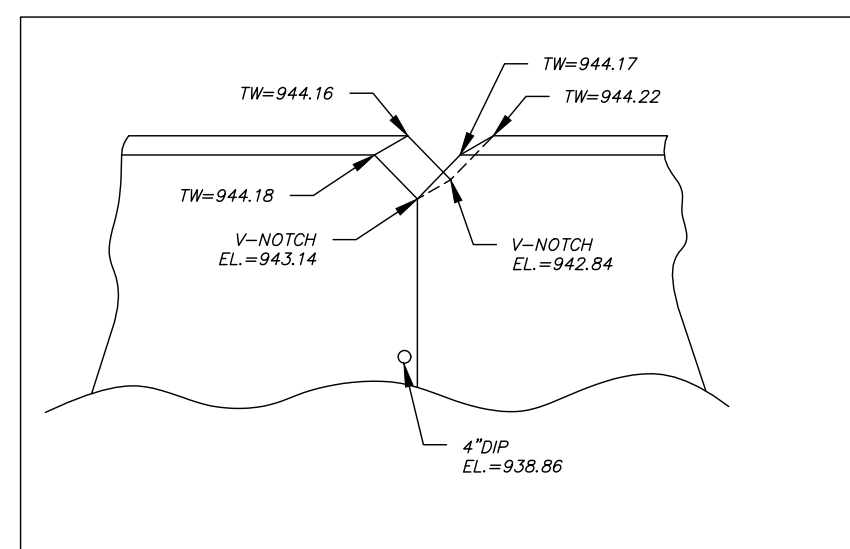 TW=944.17
TW=944.16
TW=944.22
TW=944.18
V-NOTCH
EL.=943.14
V-NOTCH
EL.=942.84
4"DIP
EL.=938.86